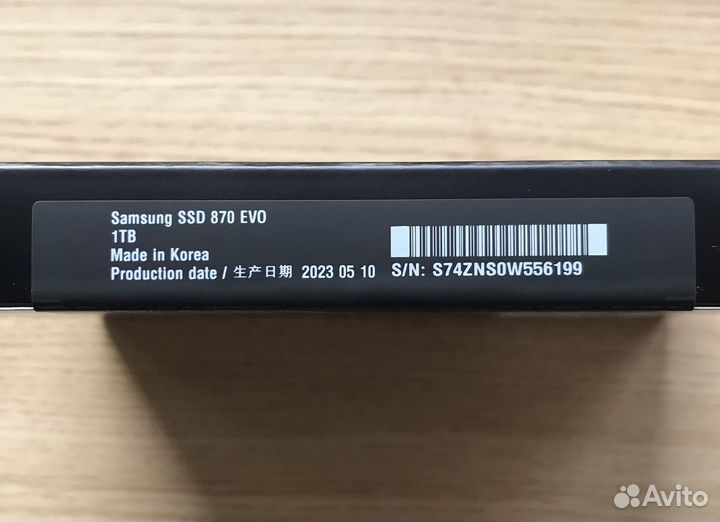 Samsung SSD 870 EVO
1TB
Made in Korea
Production date / 生产日期 2023 05 10
S/N: S74ZNS0W556199
Avito